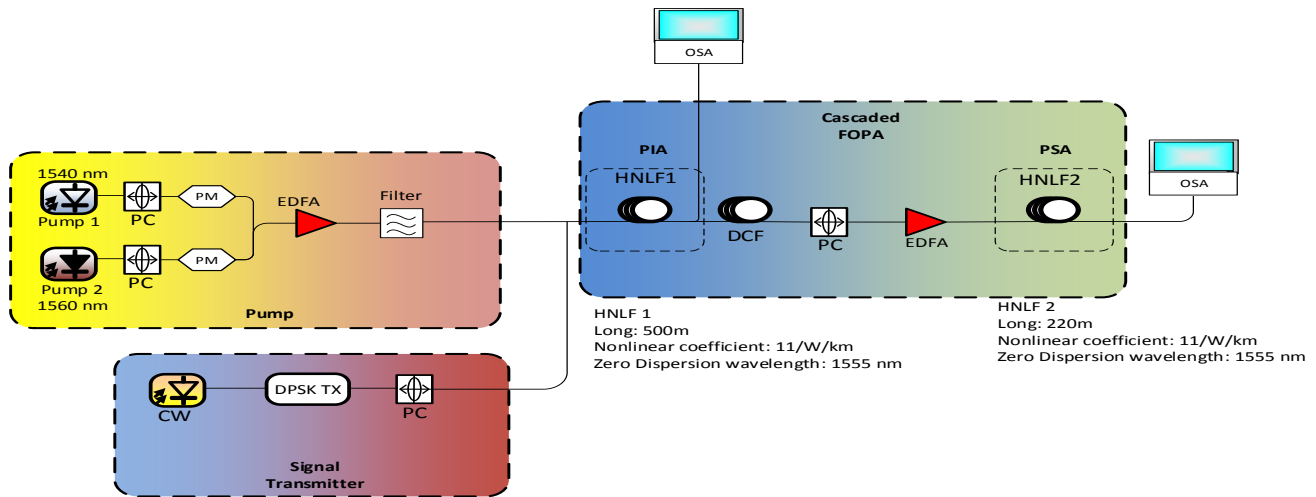 OSA
Cascaded
FOPA
PIA
PSA
HNLF1
HNLF2
OSA
1540 nm
Pump 1
PC
PM
EDFA
Filter
DCF
PC
EDFA
Pump 2
1560 nm
PC
PM
Pump
HNLF 1
Long: 500m
Nonlinear coefficient: 11/W/km
Zero Dispersion wavelength: 1555 nm
HNLF 2
Long: 220m
Nonlinear coefficient: 11/W/km
Zero Dispersion wavelength: 1555 nm
CW
DPSK TX
PC
Signal
Transmitter